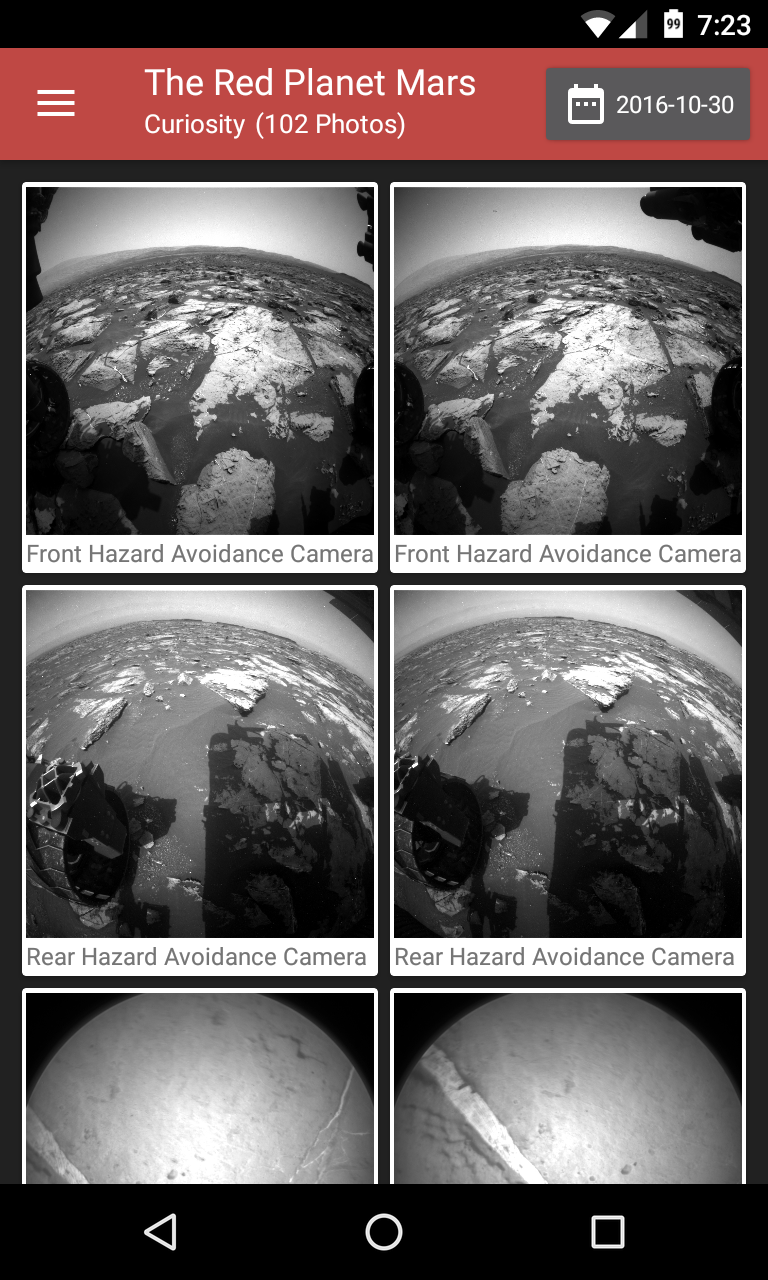 99 7:23
The Red Planet Mars
Curiosity (102 Photos)
2016-10-30
Front Hazard Avoidance Camera
Front Hazard Avoidance Camera
Rear Hazard Avoidance Camera
Rear Hazard Avoidance Camera